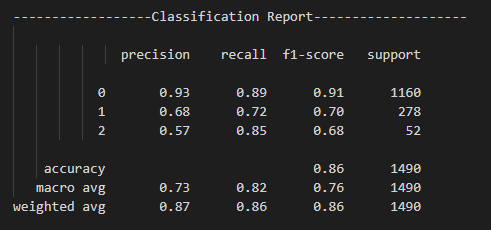 ------------------Classification Report--------------------
precision recall f1-score support
0 0.93 0.89 0.91 1160
1 0.68 0.72 0.70 278
2 0.57 0.85 0.68 52
accuracy 0.86 1490
macro avg 0.73 0.82 0.76 1490
weighted avg 0.87 0.86 0.86 1490